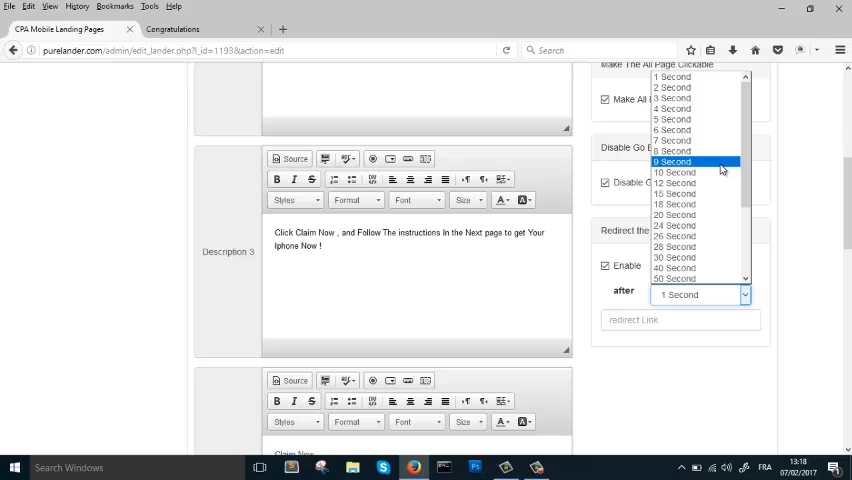 File Edit View History Bookmarks Tools Help
CPA Mobile Landing Pages
Congratulations
purelander.com/admin/edit_lander.php?l_id=1193&action=edit
Search
Make The All Page Clickable
Make All
Disable Go
Disable G
Redirect the
Enable
after
1 Second
2 Second
3 Second
4 Second
5 Second
6 Second
7 Second
8 Second
9 Second
10 Second
12 Second
15 Second
18 Second
20 Second
24 Second
26 Second
28 Second
30 Second
40 Second
50 Second
1 Second
redirect Link
Source
B I S
Styles Format Font Size A A
Description 3
Click Claim Now , and Follow The instructions In the Next page to get Your
Iphone Now !
Source
B I S
Styles Format Font Size A A
Claim Now
Search Windows
FRA
13:18
07/02/2017